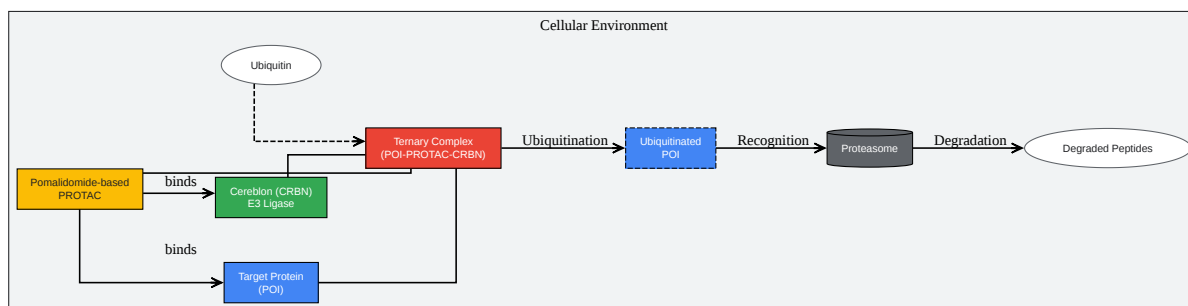 Cellular Environment
Ubiquitin
Ternary Complex
(POI-PROTAC-CRBN)
Ubiquitination
Ubiquitinated
POI
Recognition
Proteasome
Degradation
Degraded Peptides
Pomalidomide-based
PROTAC
binds
Cereblon (CRBN)
E3 Ligase
binds
Target Protein
(POI)